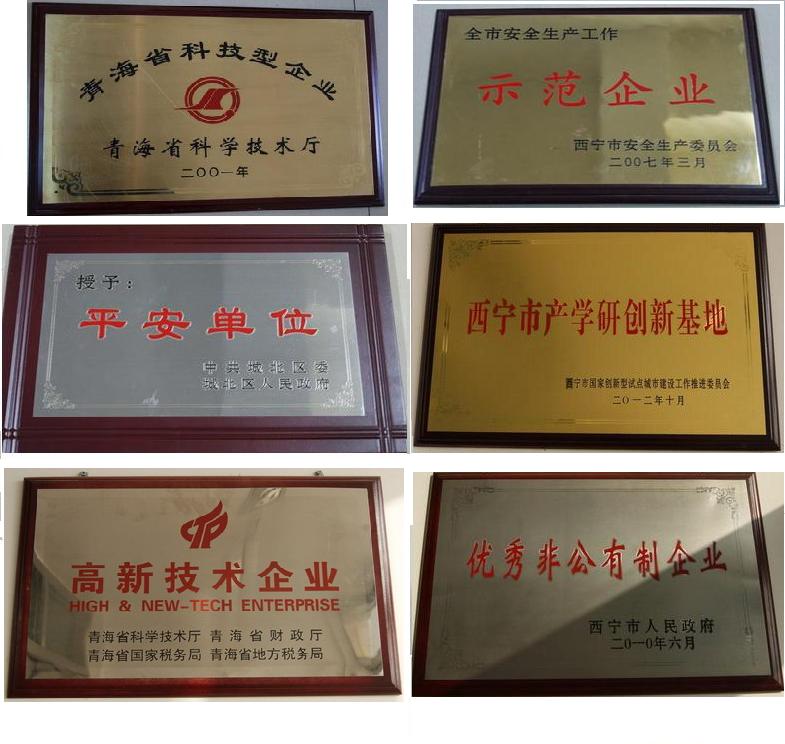 青海省科技型企业
青海省科学技术厅
二〇〇一年
全市安全生产工作
示范企业
西宁市安全生产委员会
二〇〇七年三月
授予：
平安单位
中共城北区委
城北区人民政府
西宁市产学研创新基地
西宁市国家创新型试点城市建设工作推进委员会
二〇一二年十月
高新技术企业
HIGH & NEW-TECH ENTERPRISE
青海省科学技术厅 青海省财政厅
青海省国家税务局 青海省地方税务局
优秀非公有制企业
西宁市人民政府
二〇一〇年六月